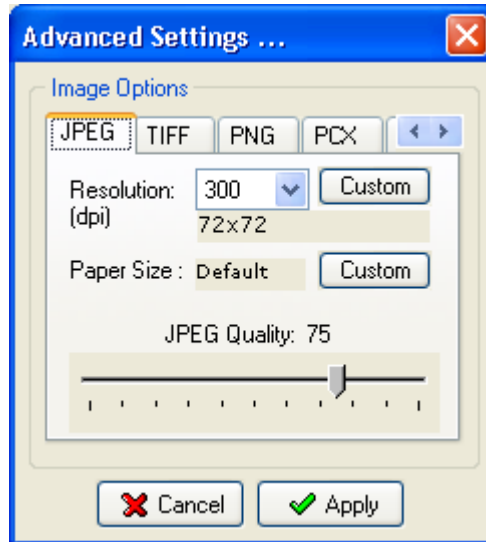 Advanced Settings ...
Image Options
JPEG TIFF PNG PCX
Resolution: 300 Custom
(dpi) 72x72
Paper Size : Default Custom
JPEG Quality: 75
Cancel Apply